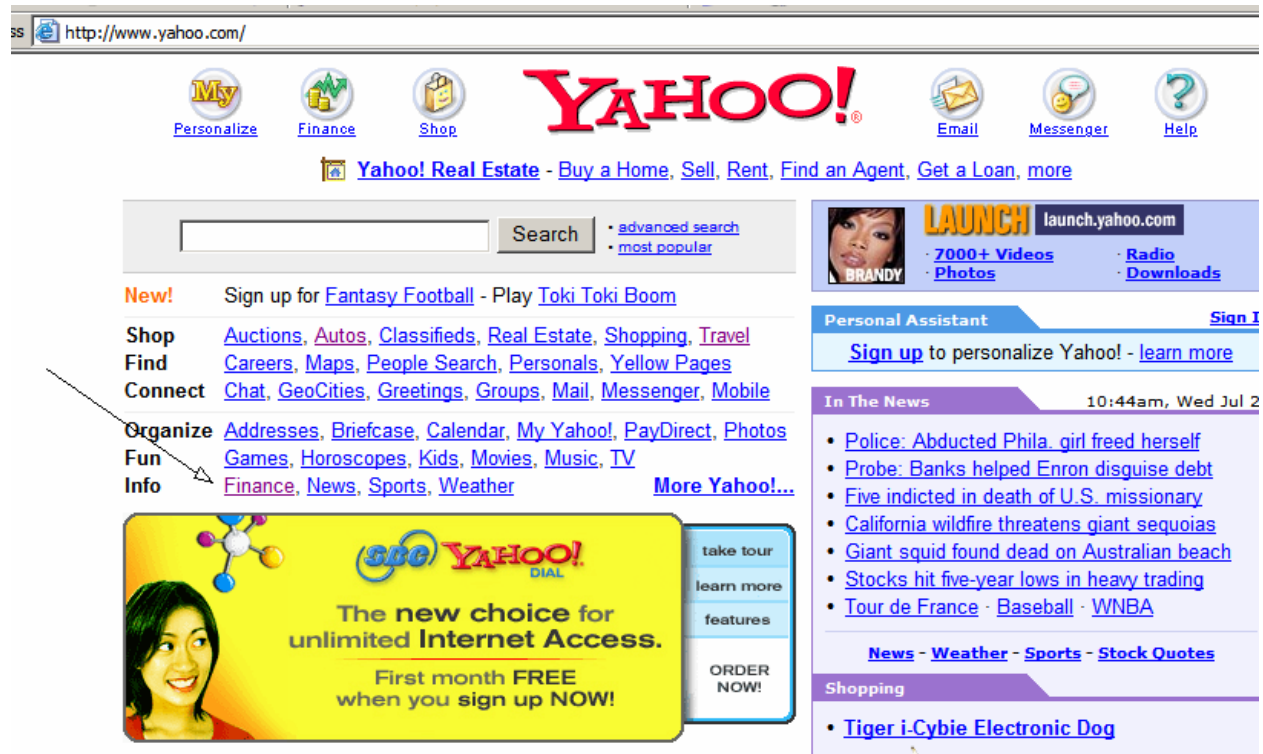 ss http://www.yahoo.com/
My
Personalize Finance Shop YAHOO!® Email Messenger Help
Yahoo! Real Estate - Buy a Home, Sell, Rent, Find an Agent, Get a Loan, more
Search
· advanced search
· most popular
New! Sign up for Fantasy Football - Play Toki Toki Boom
Shop Auctions, Autos, Classifieds, Real Estate, Shopping, Travel
Find Careers, Maps, People Search, Personals, Yellow Pages
Connect Chat, GeoCities, Greetings, Groups, Mail, Messenger, Mobile
Organize Addresses, Briefcase, Calendar, My Yahoo!, PayDirect, Photos
Fun Games, Horoscopes, Kids, Movies, Music, TV
Info Finance, News, Sports, Weather More Yahoo!...
SBC YAHOO!
DIAL
The new choice for
unlimited Internet Access.
First month FREE
when you sign up NOW!
take tour
learn more
features
ORDER
NOW!
BRANDY
LAUNCH launch.yahoo.com
· 7000+ Videos · Radio
· Photos · Downloads
Personal Assistant Sign I
Sign up to personalize Yahoo! - learn more
In The News 10:44am, Wed Jul 2
• Police: Abducted Phila. girl freed herself
• Probe: Banks helped Enron disguise debt
• Five indicted in death of U.S. missionary
• California wildfire threatens giant sequoias
• Giant squid found dead on Australian beach
• Stocks hit five-year lows in heavy trading
• Tour de France · Baseball · WNBA
News - Weather - Sports - Stock Quotes
Shopping
• Tiger i-Cybie Electronic Dog